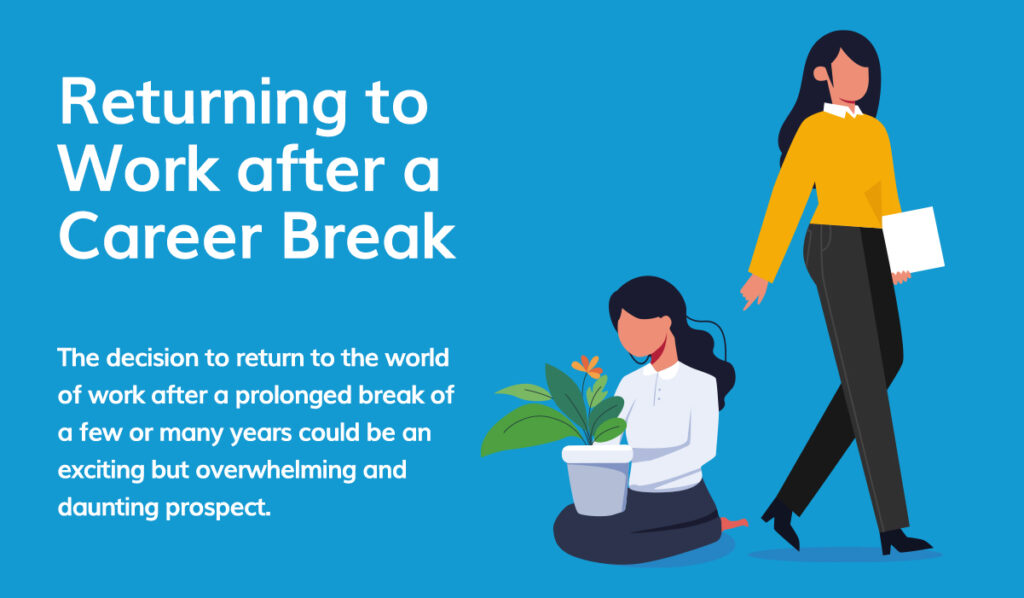 Returning to
Work after a
Career Break
The decision to return to the world
of work after a prolonged break of
a few or many years could be an
exciting but overwhelming and
daunting prospect.